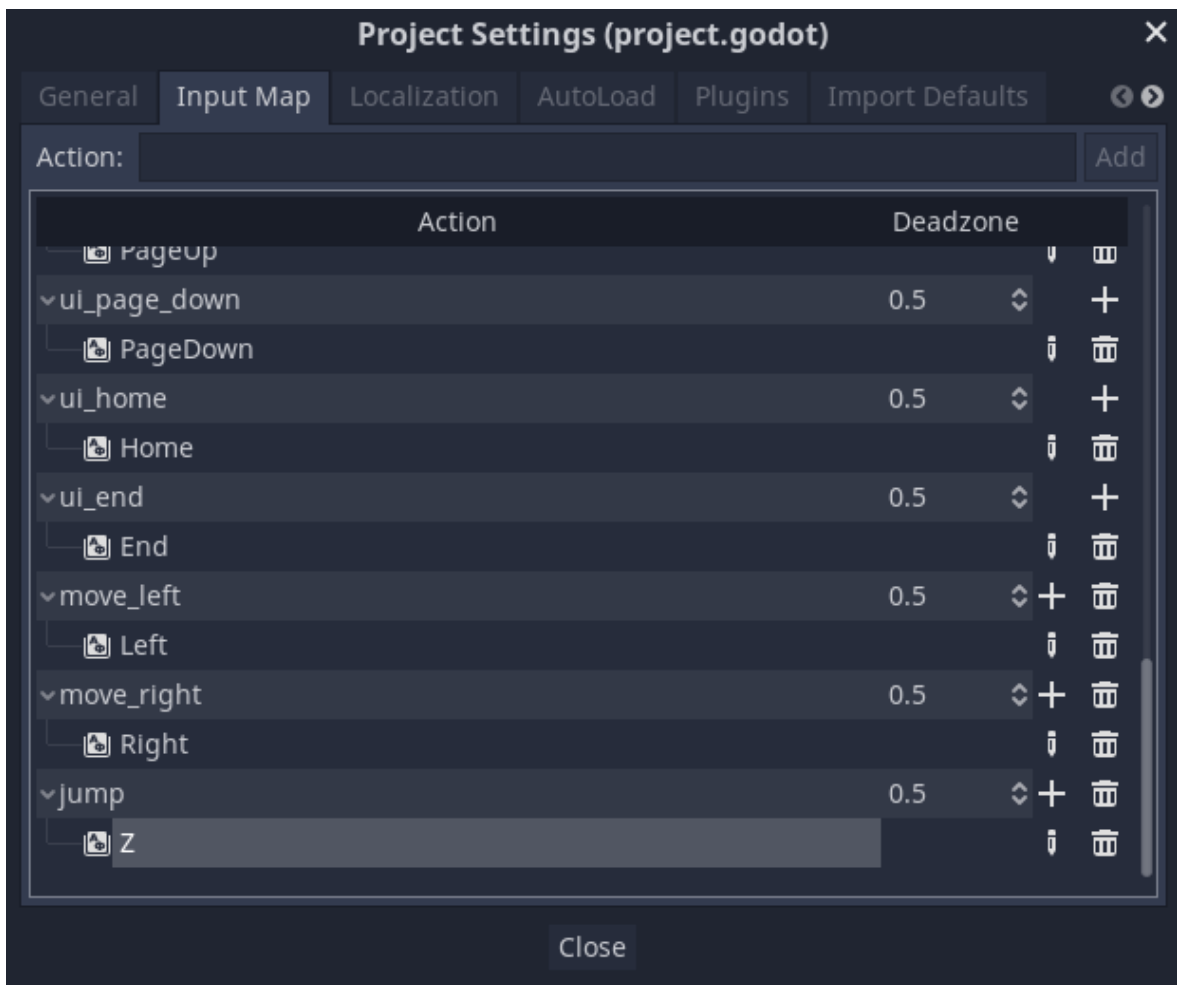 Project Settings (project.godot)
General Input Map Localization AutoLoad Plugins Import Defaults
Action: Add
Action Deadzone
PageUp
ui_page_down 0.5
PageDown
ui_home 0.5
Home
ui_end 0.5
End
move_left 0.5
Left
move_right 0.5
Right
jump 0.5
Z
Close